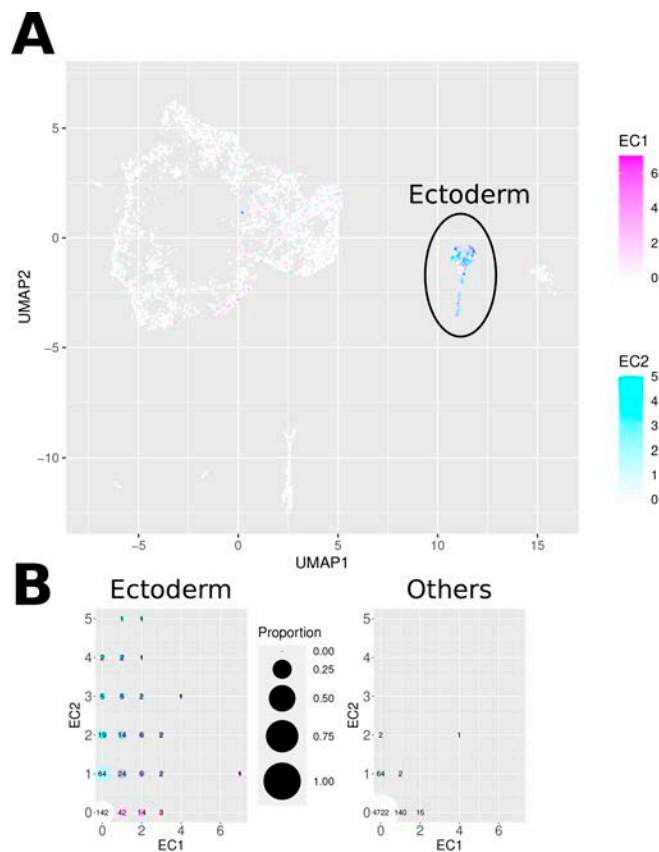 A
Ectoderm
5
0
−5
−10
UMAP2
−5 0 5 10 15
UMAP1
EC1
6
4
2
0
EC2
5
4
3
2
1
0
B
Ectoderm
5 1 1
4 2 2 1
3 5 2 1
EC2
2 19 14 6 2
1 64 24 9 2 1
0 142 42 14 3
0 2 4 6
EC1
Proportion
0.00
0.25
0.50
0.75
1.00
Others
5
4
3
EC2
2 2 1
1 64 2
0 4722 140 15
0 2 4 6
EC1